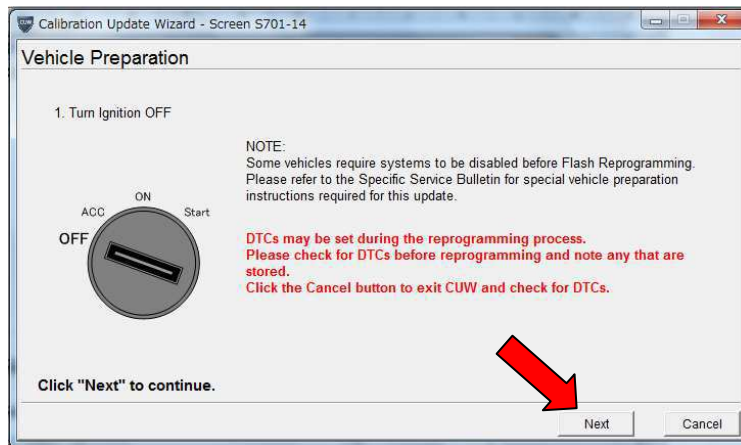 CUW
Calibration Update Wizard - Screen S701-14
Vehicle Preparation
1. Turn Ignition OFF
NOTE:
Some vehicles require systems to be disabled before Flash Reprogramming.
Please refer to the Specific Service Bulletin for special vehicle preparation
instructions required for this update.
ON
ACC
Start
OFF
DTCs may be set during the reprogramming process.
Please check for DTCs before reprogramming and note any that are
stored.
Click the Cancel button to exit CUW and check for DTCs.
Click "Next" to continue.
Next
Cancel